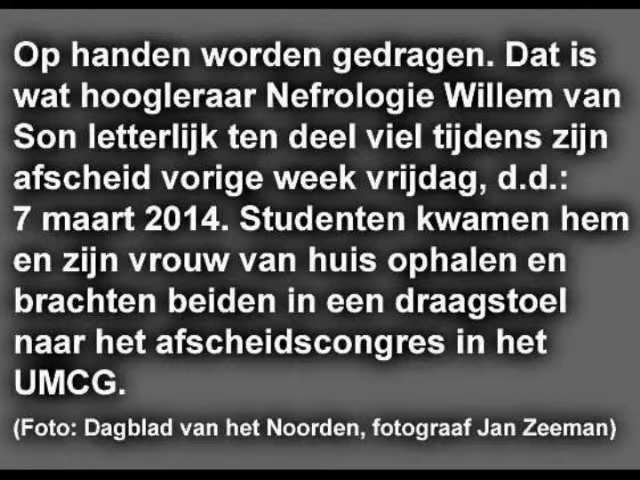 Op handen worden gedragen. Dat is
wat hoogleraar Nefrologie Willem van
Son letterlijk ten deel viel tijdens zijn
afscheid vorige week vrijdag, d.d.:
7 maart 2014. Studenten kwamen hem
en zijn vrouw van huis ophalen en
brachten beiden in een draagstoel
naar het afscheidscongres in het
UMCG.
(Foto: Dagblad van het Noorden, fotograaf Jan Zeeman)